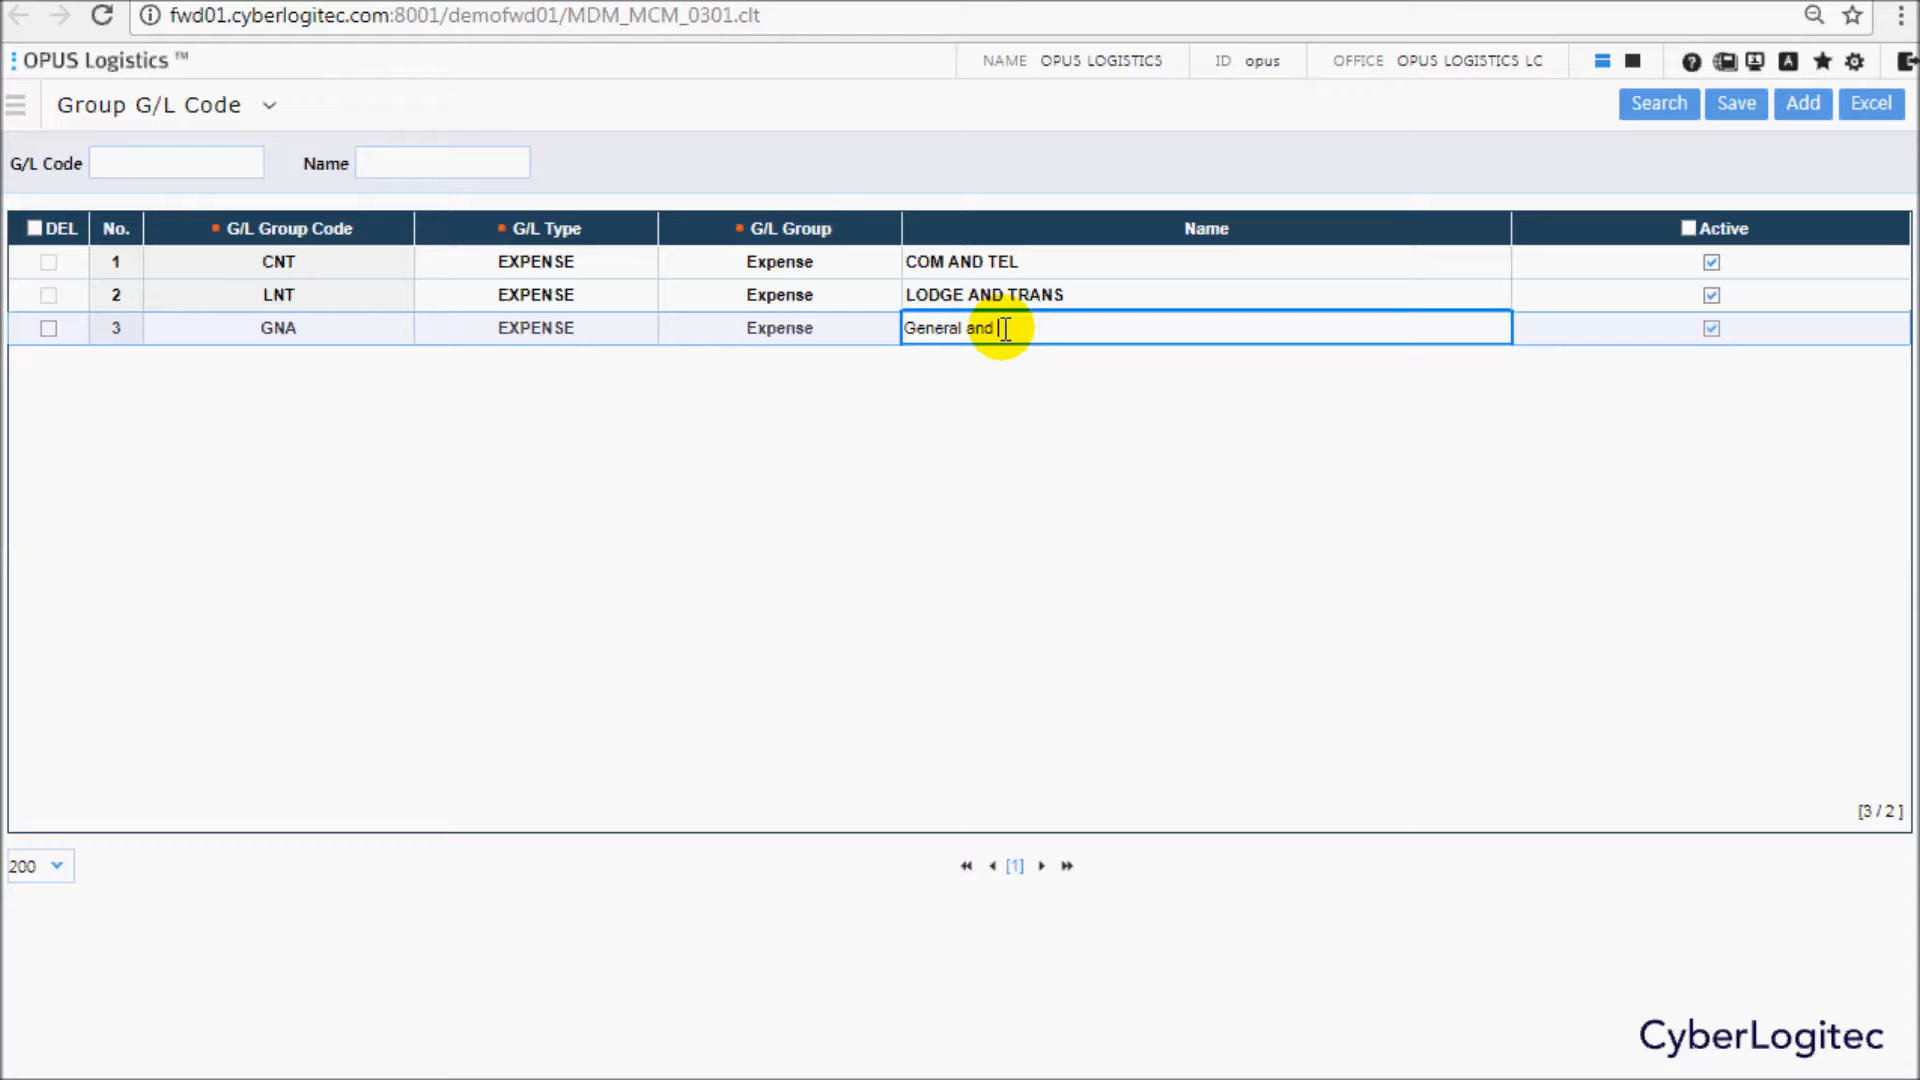 fwd01.cyberlogitec.com:8001/demofwd01/MDM_MCM_0301.clt
OPUS Logistics ™ NAME OPUS LOGISTICS ID opus OFFICE OPUS LOGISTICS LC A
Group G/L Code Search Save Add Excel
G/L Code Name
DEL No. G/L Group Code G/L Type G/L Group Name Active
1 CNT EXPENSE Expense COM AND TEL
2 LNT EXPENSE Expense LODGE AND TRANS
3 GNA EXPENSE Expense General and
[3 / 2 ]
200 [1]
CyberLogitec